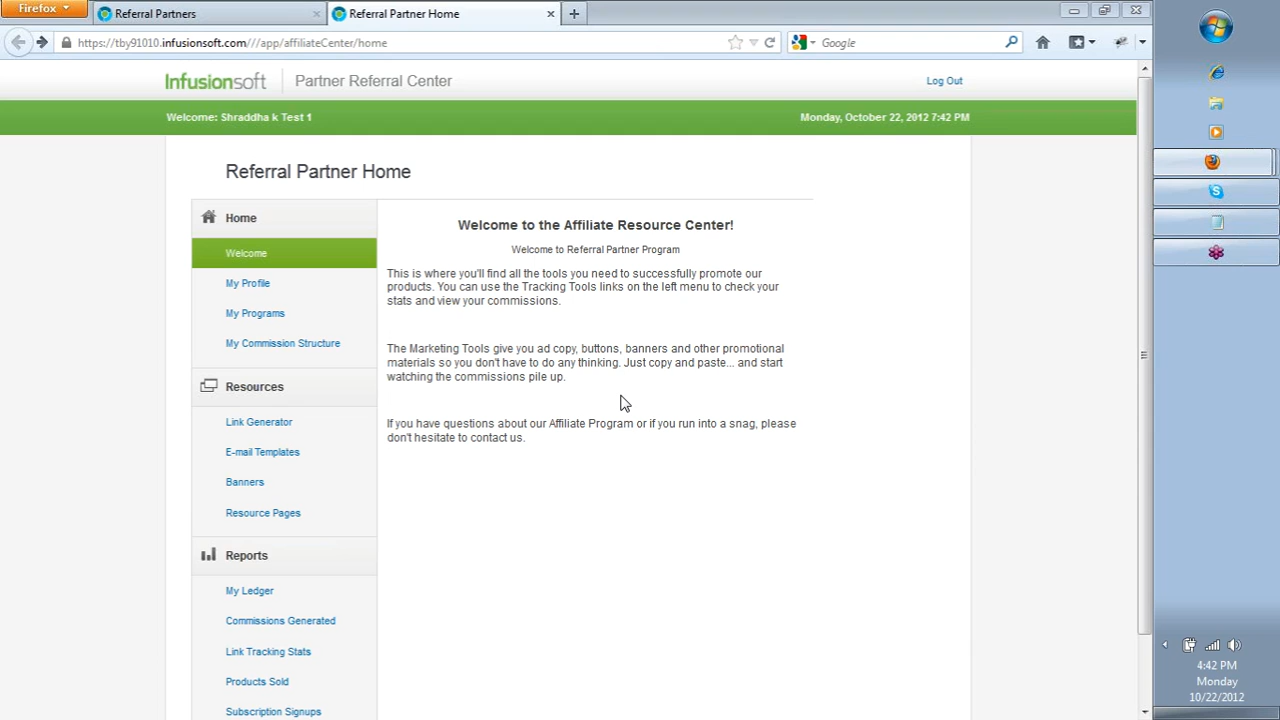 Firefox
Referral Partners
Referral Partner Home
https://tby91010.infusionsoft.com///app/affiliateCenter/home
Google
Infusionsoft
Partner Referral Center
Log Out
Welcome: Shraddha k Test 1
Monday, October 22, 2012 7:42 PM
Referral Partner Home
Home
Welcome
My Profile
My Programs
My Commission Structure
Resources
Link Generator
E-mail Templates
Banners
Resource Pages
Reports
My Ledger
Commissions Generated
Link Tracking Stats
Products Sold
Subscription Signups
Welcome to the Affiliate Resource Center!
Welcome to Referral Partner Program
This is where you'll find all the tools you need to successfully promote our
products. You can use the Tracking Tools links on the left menu to check your
stats and view your commissions.
The Marketing Tools give you ad copy, buttons, banners and other promotional
materials so you don't have to do any thinking. Just copy and paste... and start
watching the commissions pile up.
If you have questions about our Affiliate Program or if you run into a snag, please
don't hesitate to contact us.
4:42 PM
Monday
10/22/2012